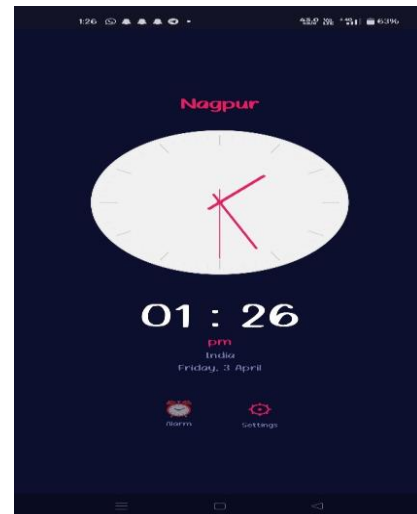 1:26 63%
Nagpur
01 : 26
pm
India
Friday, 3 April
Alarm Settings